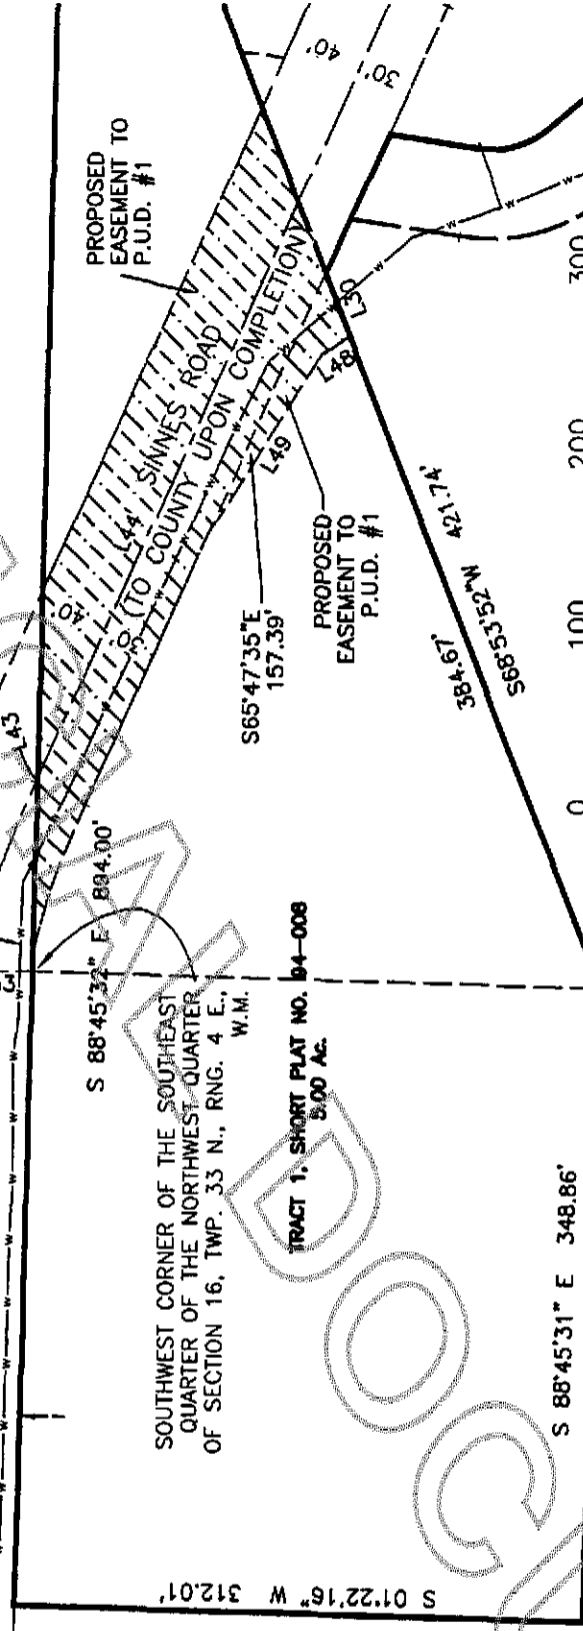 PROPOSED
EASEMENT TO
P.U.D. #1
40'
30'
SINNES ROAD
(TO COUNTY UPON COMPLETION)
L44'
40
30
L43
L30
L48
L49
S65°47'35"E
157.39'
PROPOSED
EASEMENT TO
P.U.D. #1
384.67'
S68°53'52"W 421.74'
S 88°45'32" E 804.00'
SOUTHWEST CORNER OF THE SOUTHEAST
QUARTER OF THE NORTHWEST QUARTER
OF SECTION 16, TWP. 33 N., RNG. 4 E.,
W.M.
TRACT 1, SHORT PLAT NO. 94-008
5.00 Ac.
S 01°22'16" W 312.01'
S 88°45'31" E 348.86'
0 100 200 300